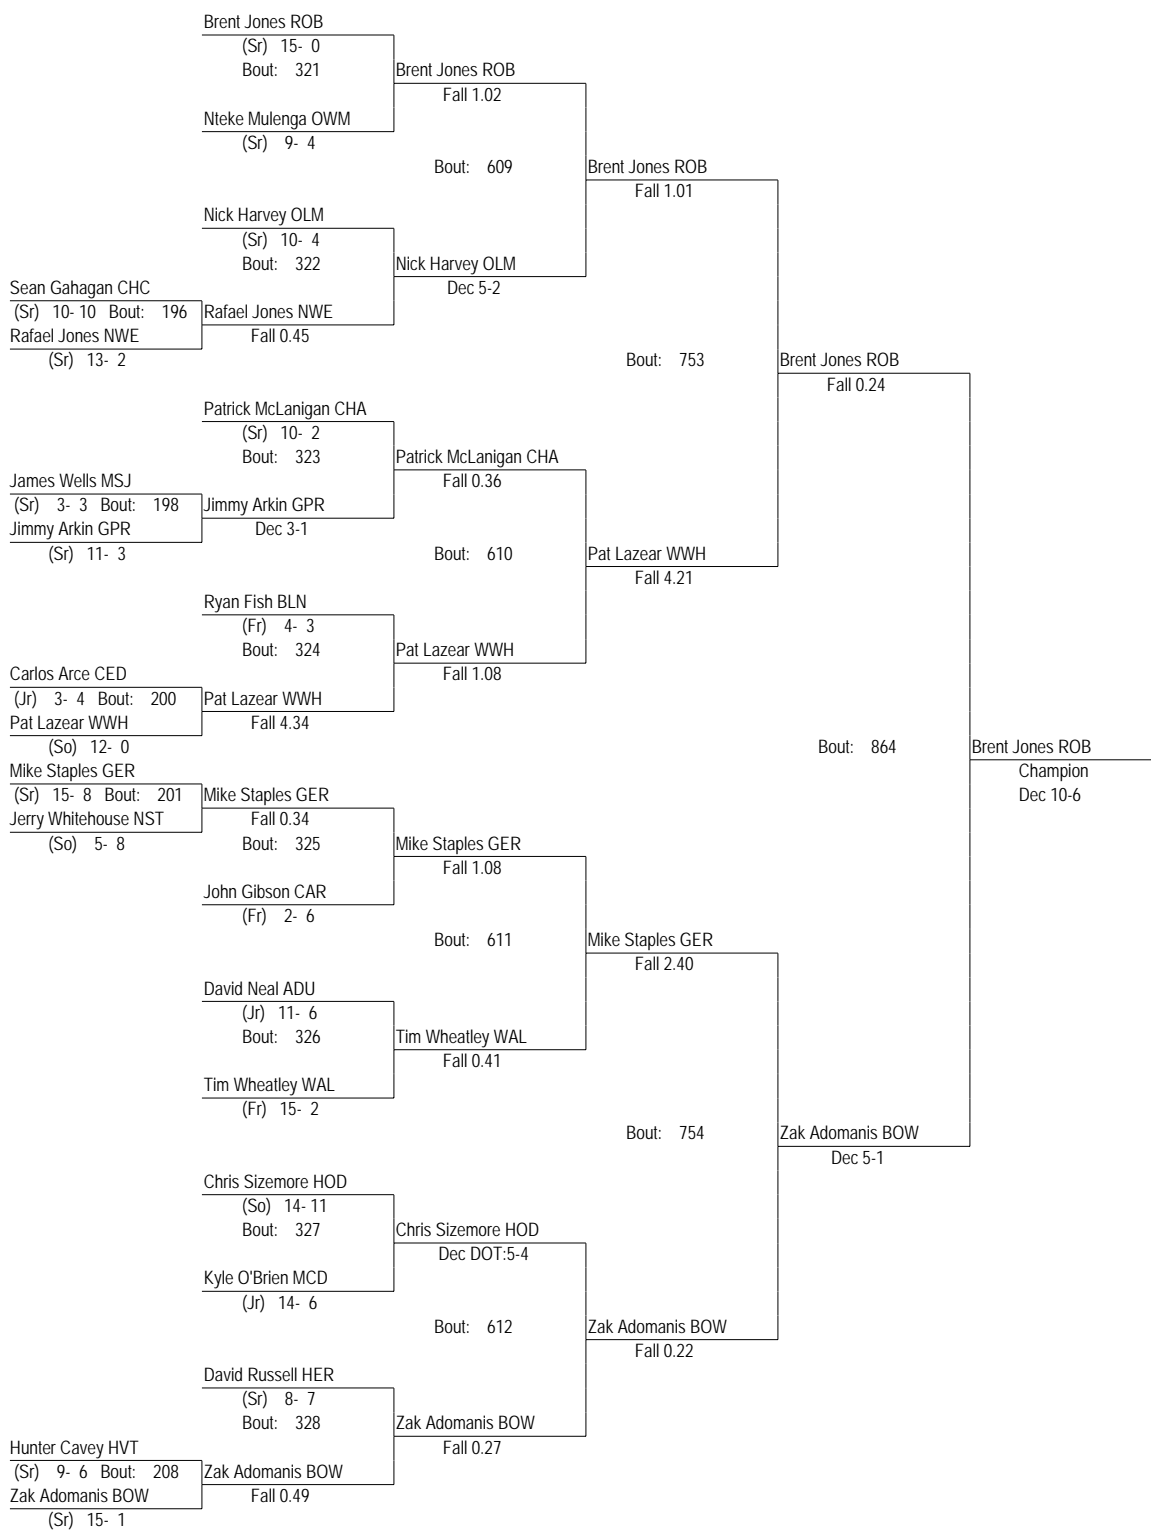 Brent Jones ROB
(Sr) 15- 0
Bout: 321
Brent Jones ROB
Fall 1.02
Nteke Mulenga OWM
(Sr) 9- 4
Bout: 609
Brent Jones ROB
Fall 1.01
Nick Harvey OLM
(Sr) 10- 4
Bout: 322
Nick Harvey OLM
Dec 5-2
Sean Gahagan CHC
(Sr) 10- 10 Bout: 196
Rafael Jones NWE
Rafael Jones NWE
Fall 0.45
(Sr) 13- 2
Bout: 753
Brent Jones ROB
Fall 0.24
Patrick McLanigan CHA
(Sr) 10- 2
Bout: 323
Patrick McLanigan CHA
Fall 0.36
James Wells MSJ
(Sr) 3- 3 Bout: 198
Jimmy Arkin GPR
Jimmy Arkin GPR
Dec 3-1
(Sr) 11- 3
Bout: 610
Pat Lazear WWH
Fall 4.21
Ryan Fish BLN
(Fr) 4- 3
Bout: 324
Pat Lazear WWH
Fall 1.08
Carlos Arce CED
(Jr) 3- 4 Bout: 200
Pat Lazear WWH
Pat Lazear WWH
Fall 4.34
(So) 12- 0
Bout: 864
Brent Jones ROB
Champion
Dec 10-6
Mike Staples GER
(Sr) 15- 8 Bout: 201
Mike Staples GER
Jerry Whitehouse NST
Fall 0.34
(So) 5- 8
Bout: 325
Mike Staples GER
Fall 1.08
John Gibson CAR
(Fr) 2- 6
Bout: 611
Mike Staples GER
Fall 2.40
David Neal ADU
(Jr) 11- 6
Bout: 326
Tim Wheatley WAL
Fall 0.41
Tim Wheatley WAL
(Fr) 15- 2
Bout: 754
Zak Adomanis BOW
Dec 5-1
Chris Sizemore HOD
(So) 14- 11
Bout: 327
Chris Sizemore HOD
Dec DOT:5-4
Kyle O'Brien MCD
(Jr) 14- 6
Bout: 612
Zak Adomanis BOW
Fall 0.22
David Russell HER
(Sr) 8- 7
Bout: 328
Zak Adomanis BOW
Fall 0.27
Hunter Cavey HVT
(Sr) 9- 6 Bout: 208
Zak Adomanis BOW
Zak Adomanis BOW
Fall 0.49
(Sr) 15- 1